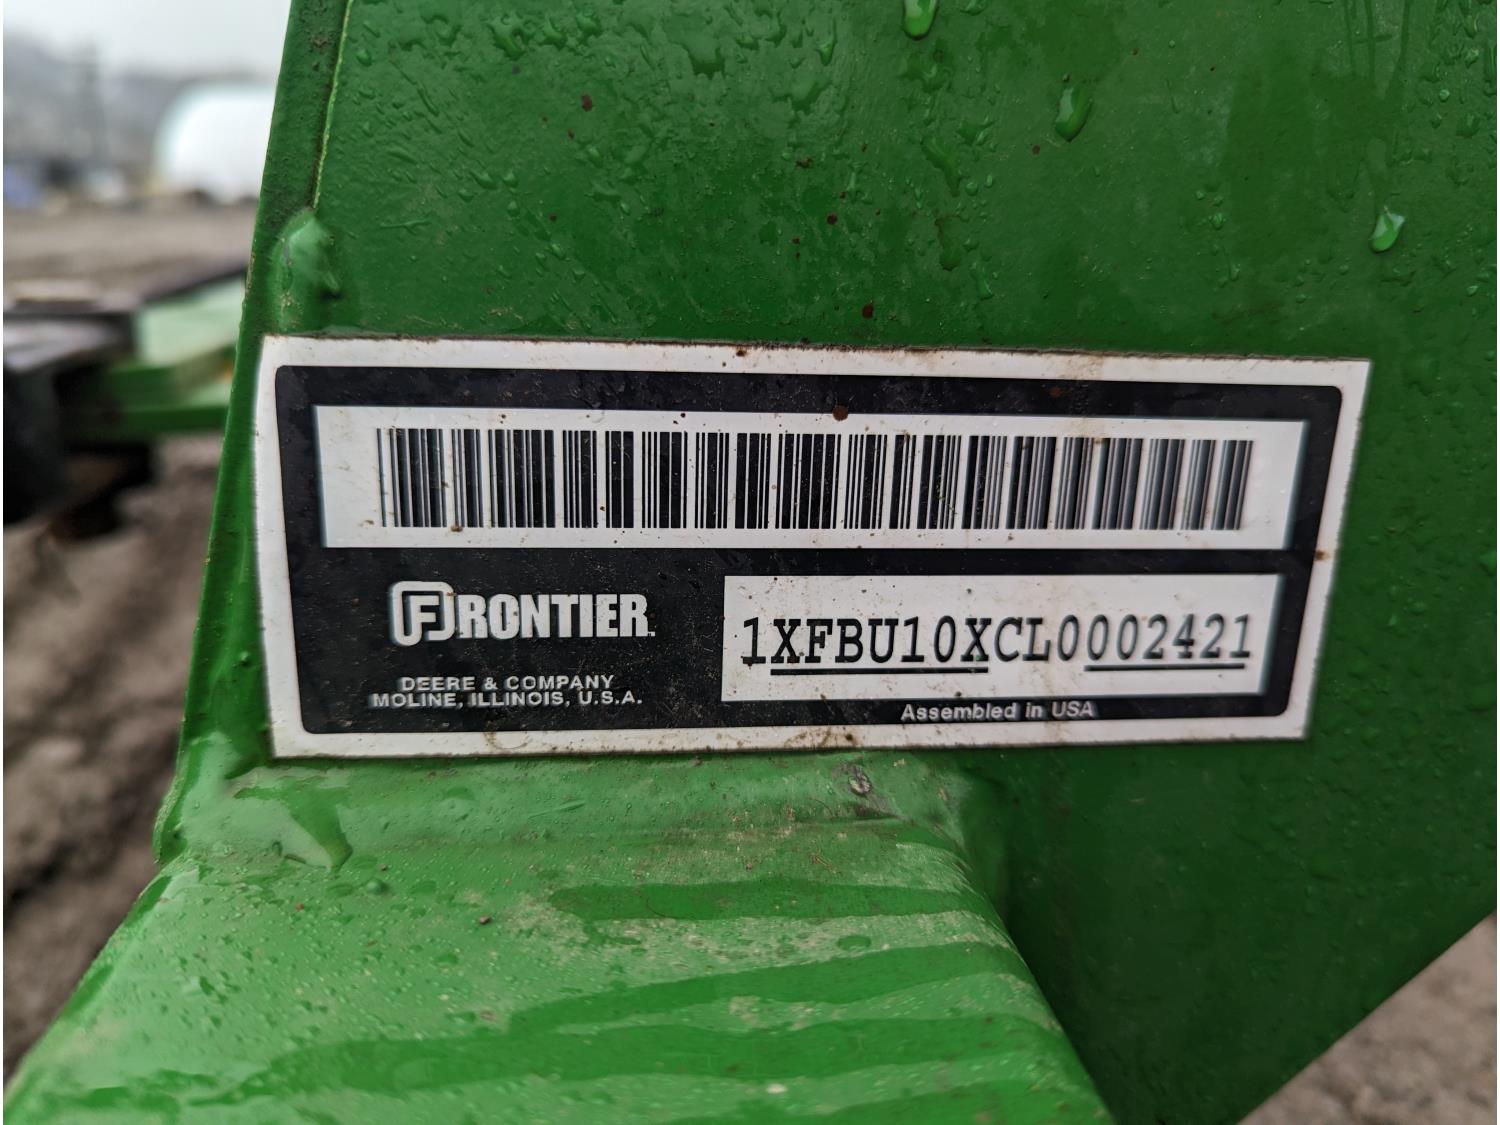 FRONTIER
DEERE & COMPANY
MOLINE, ILLINOIS, U.S.A.
1XFBU10XCL0002421
Assembled in USA